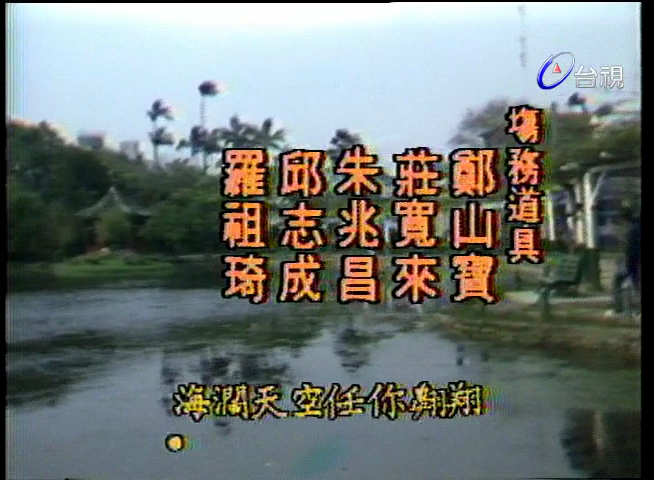 台視
場務道具
鄭山寶
莊寬來
朱兆昌
邱志成
羅祖琦
海濶天空任你翱翔